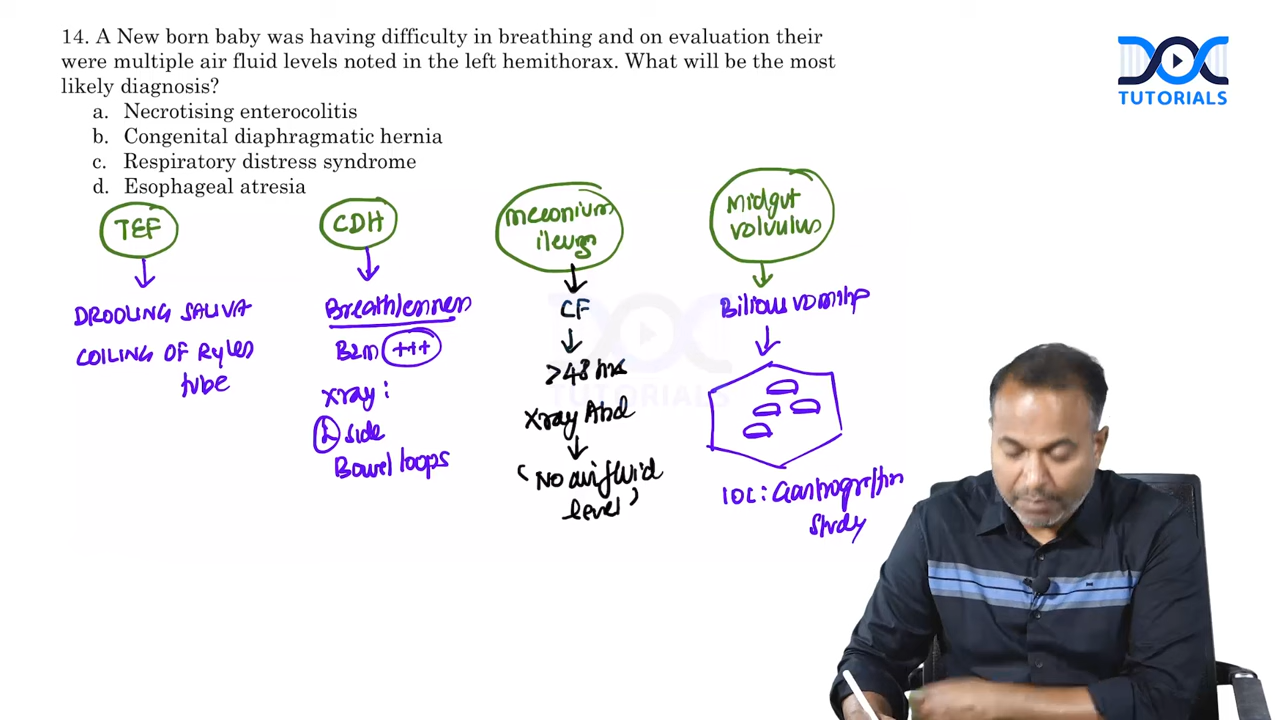 14. A New born baby was having difficulty in breathing and on evaluation their
were multiple air fluid levels noted in the left hemithorax. What will be the most
likely diagnosis?
a. Necrotising enterocolitis
b. Congenital diaphragmatic hernia
c. Respiratory distress syndrome
d. Esophageal atresia
DOC
TUTORIALS
TEF
DROOLING SALIVA
COILING OF Ryles
tube
CDH
Breathlessness
+++
Xray:
L side
Bowel loops
Meconium
ileus
CF
>48 hrs
Xray Abd
(No air fluid
level)
Midgut
volvulus
Bilious vomiting
IOC: Gastrograffin
study
TUTORIALS